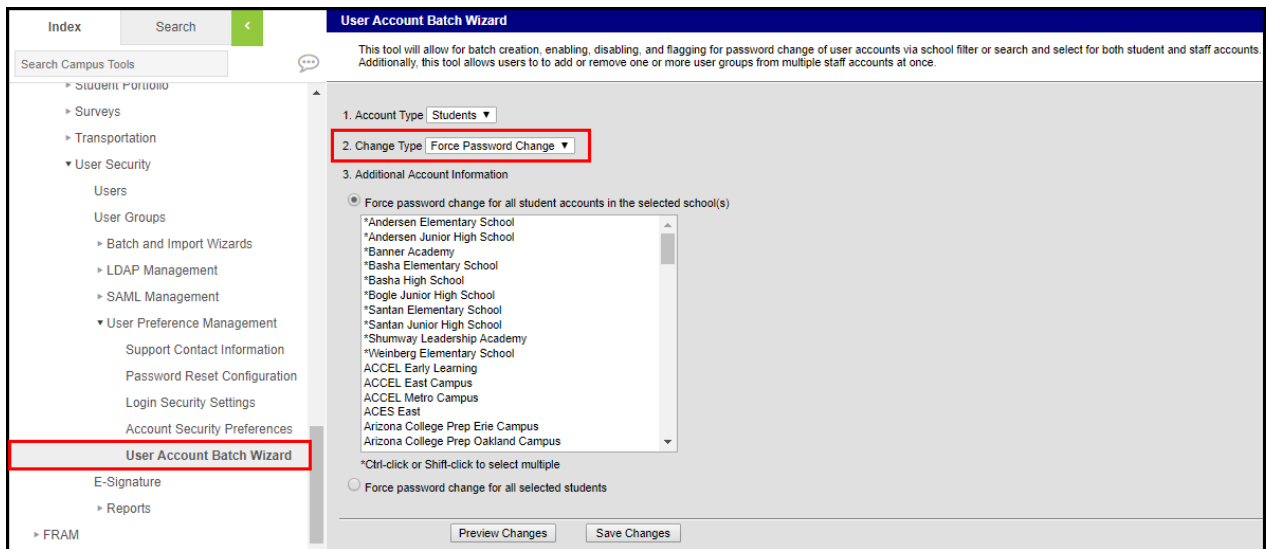 Index
Search
<
Search Campus Tools
Student Portfolio
Surveys
Transportation
User Security
Users
User Groups
Batch and Import Wizards
LDAP Management
SAML Management
User Preference Management
Support Contact Information
Password Reset Configuration
Login Security Settings
Account Security Preferences
User Account Batch Wizard
E-Signature
Reports
FRAM
User Account Batch Wizard
This tool will allow for batch creation, enabling, disabling, and flagging for password change of user accounts via school filter or search and select for both student and staff accounts.
Additionally, this tool allows users to to add or remove one or more user groups from multiple staff accounts at once.
1. Account Type Students
2. Change Type Force Password Change
3. Additional Account Information
Force password change for all student accounts in the selected school(s)
*Andersen Elementary School
*Andersen Junior High School
*Banner Academy
*Basha Elementary School
*Basha High School
*Bogle Junior High School
*Santan Elementary School
*Santan Junior High School
*Shumway Leadership Academy
*Weinberg Elementary School
ACCEL Early Learning
ACCEL East Campus
ACCEL Metro Campus
ACES East
Arizona College Prep Erie Campus
Arizona College Prep Oakland Campus
*Ctrl-click or Shift-click to select multiple
Force password change for all selected students
Preview Changes
Save Changes